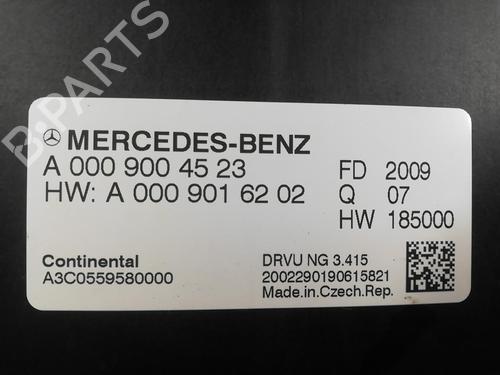 B-PARTS
MERCEDES-BENZ
A 000 900 45 23 FD 2009
HW: A 000 901 62 02 Q 07
HW 185000
Continental DRVU NG 3.415
A3C0559580000 2002290190615821
Made.in.Czech.Rep.